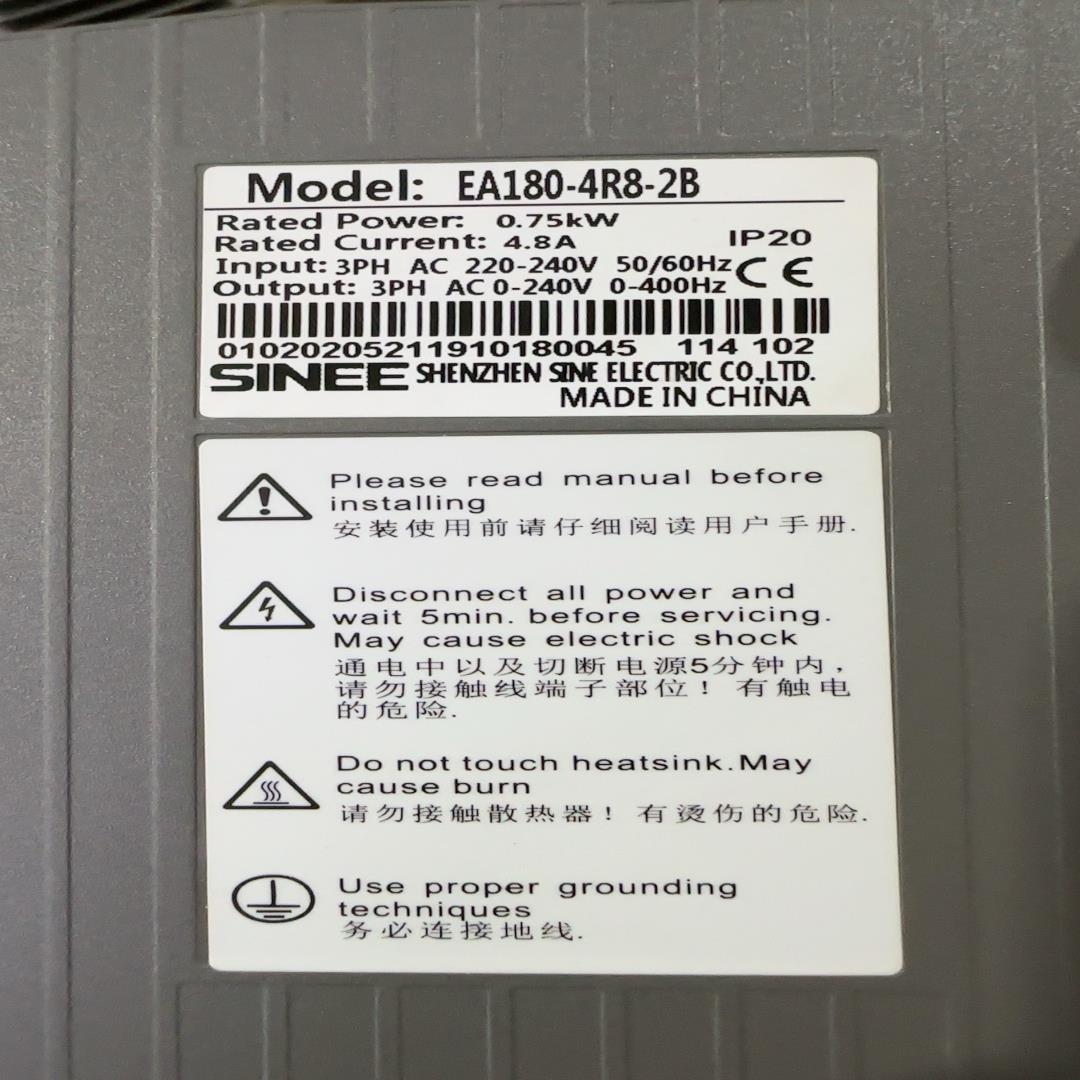 Model: EA180-4R8-2B
Rated Power: 0.75kW
Rated Current: 4.8A IP20
Input: 3PH AC 220-240V 50/60Hz CE
Output: 3PH AC 0-240V 0-400Hz
01020205211910180045 114 102
SINEE SHENZHEN SINE ELECTRIC CO.,LTD.
MADE IN CHINA
Please read manual before
installing
安装使用前请仔细阅读用户手册.
Disconnect all power and
wait 5min. before servicing.
May cause electric shock
通电中以及切断电源5分钟内，
请勿接触线端子部位！有触电
的危险.
Do not touch heatsink.May
cause burn
请勿接触散热器！有烫伤的危险.
Use proper grounding
techniques
务必连接地线.